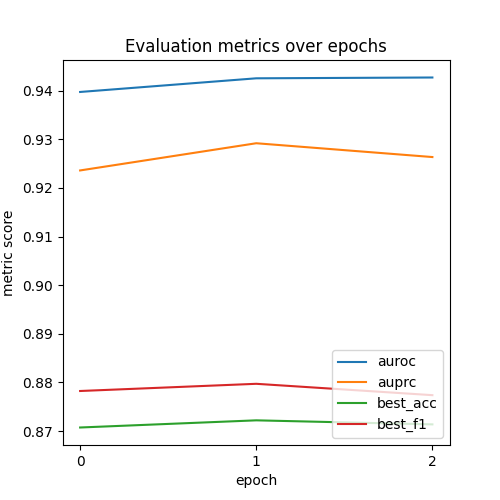 Evaluation metrics over epochs
metric score
0.94
0.93
0.92
0.91
0.90
0.89
0.88
0.87
auroc
auprc
best_acc
best_f1
0 1 2
epoch